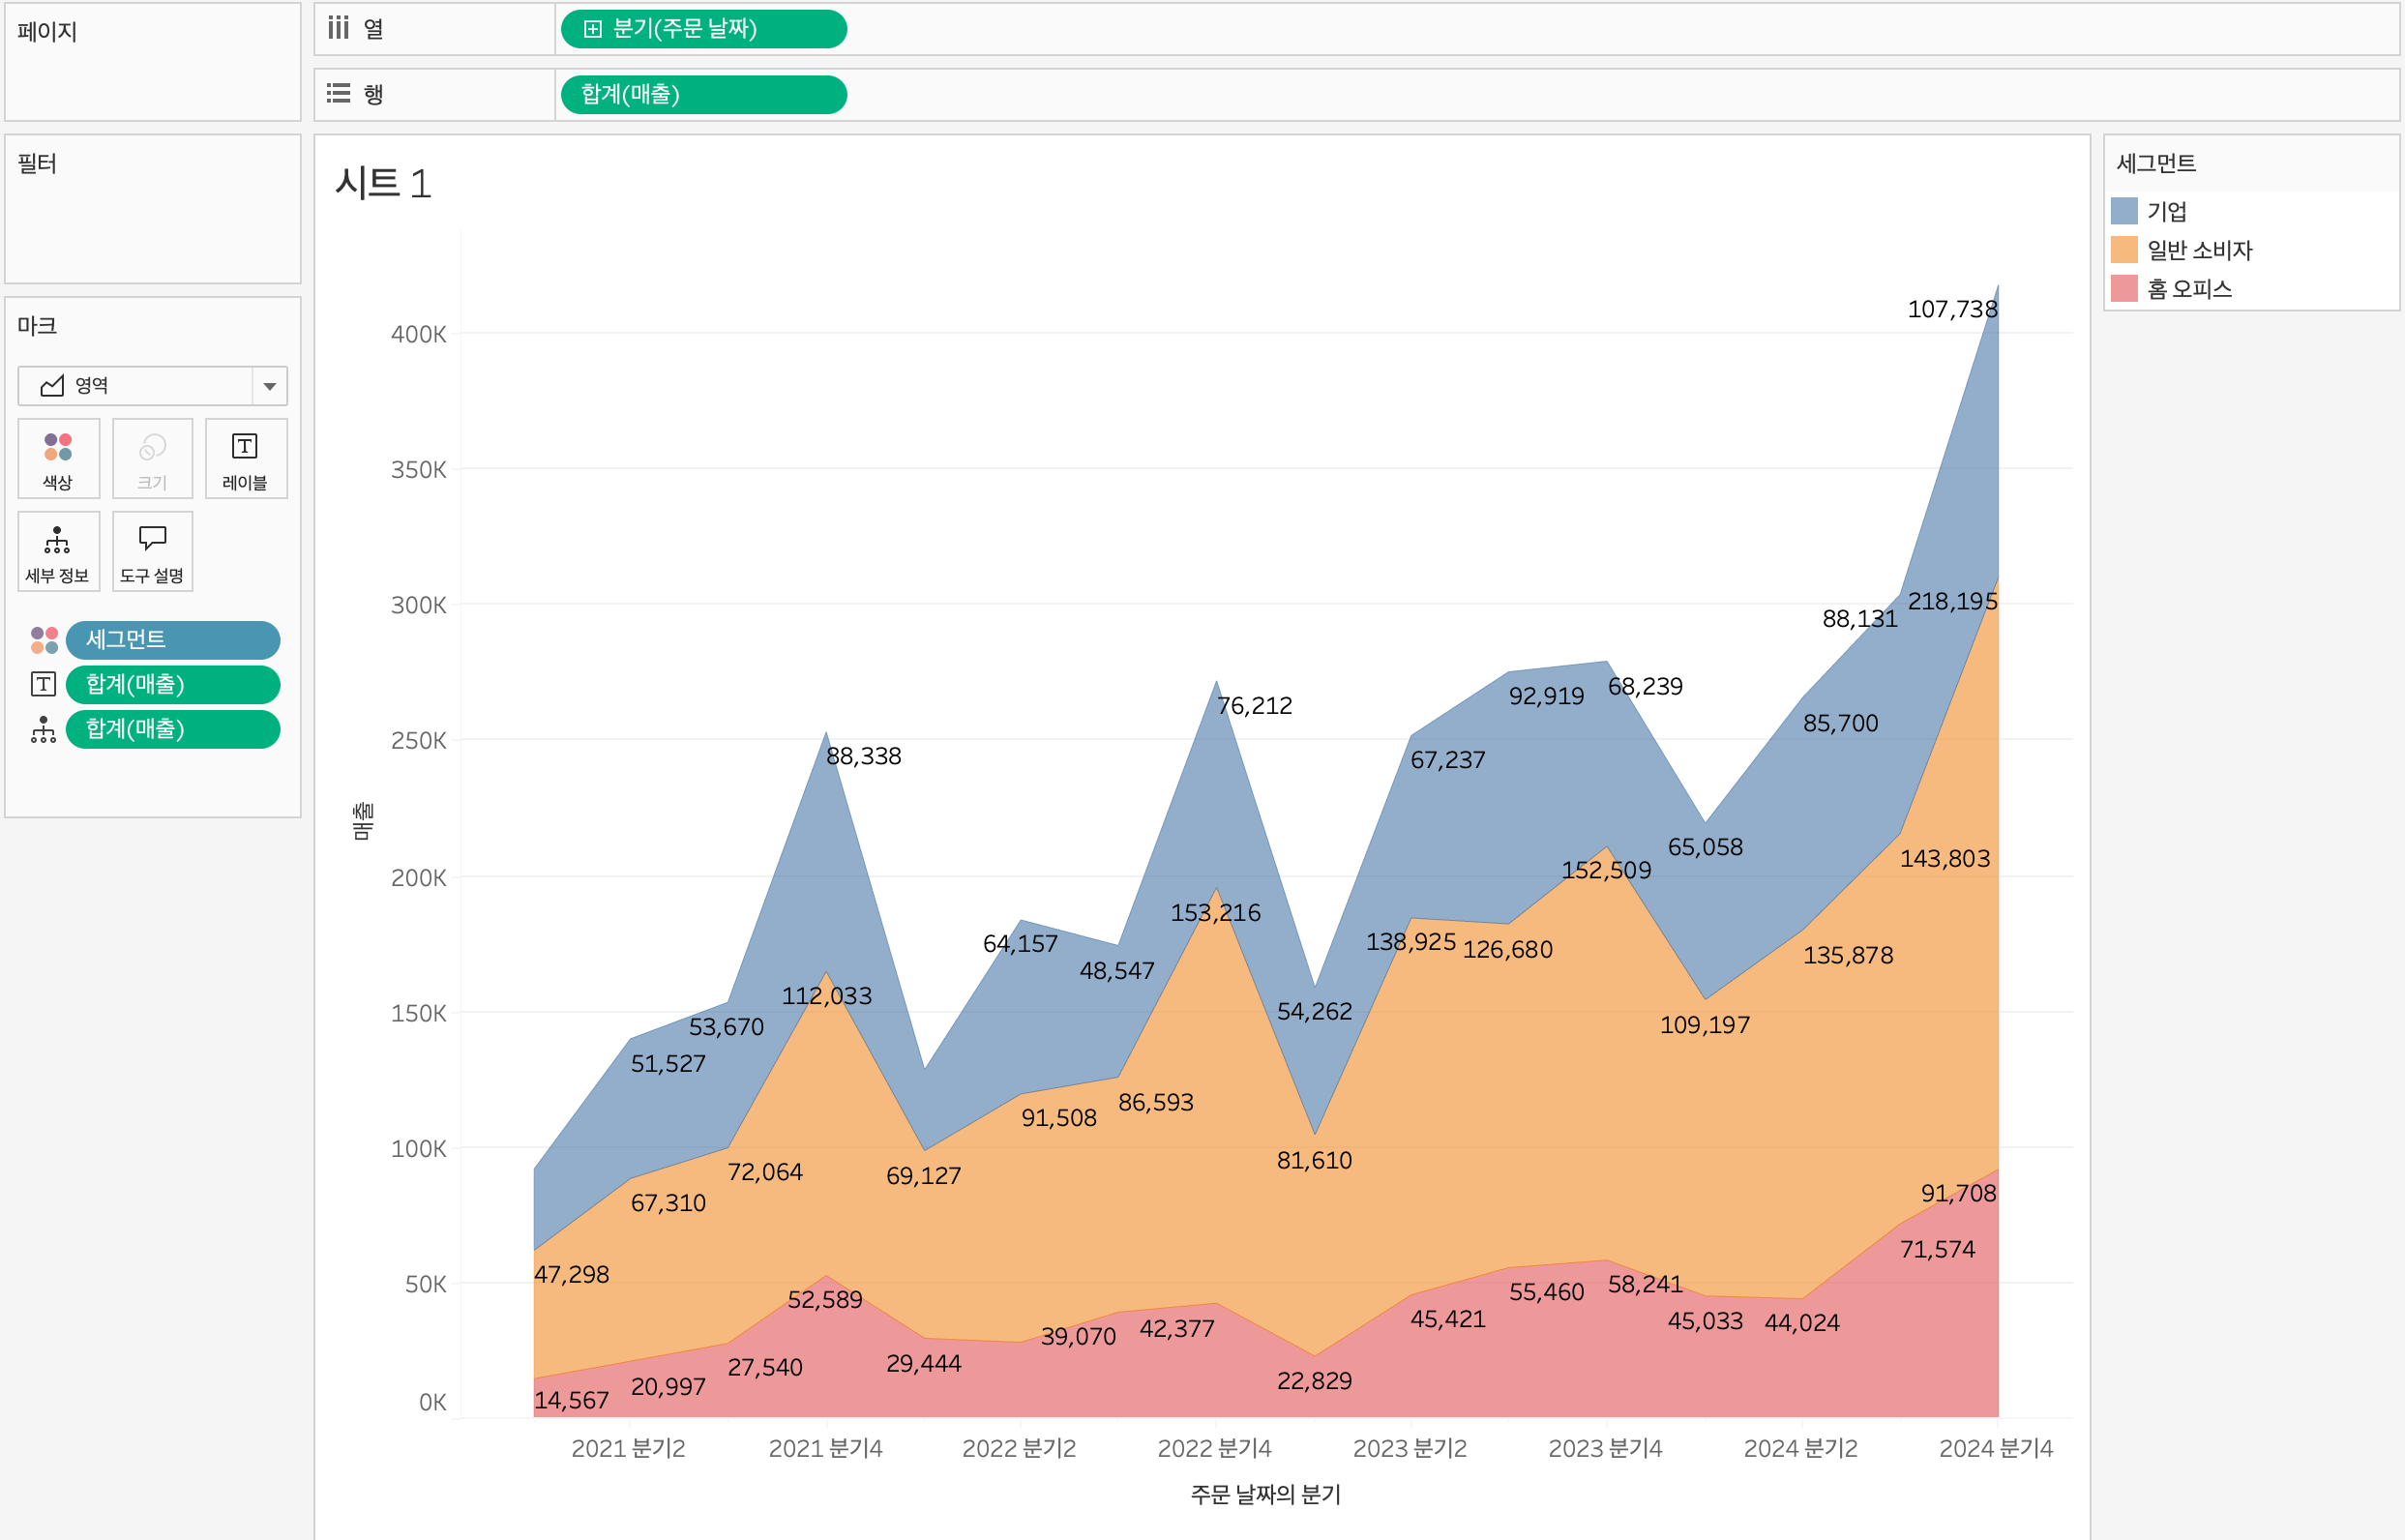 페이지
열
분기(주문 날짜)
행
합계(매출)
필터
마크
영역
색상
크기
레이블
세부 정보
도구 설명
세그먼트
합계(매출)
합계(매출)
시트 1
세그먼트
기업
일반 소비자
홈 오피스
매출
400K
350K
300K
250K
200K
150K
100K
50K
0K
107,738
88,131
218,195
76,212
92,919
68,239
85,700
88,338
67,237
65,058
152,509
143,803
153,216
64,157
48,547
138,925
126,680
135,878
112,033
54,262
53,670
109,197
51,527
91,508
86,593
72,064
69,127
81,610
67,310
91,708
47,298
71,574
52,589
55,460
58,241
39,070
42,377
45,421
45,033
44,024
27,540
29,444
22,829
14,567
20,997
2021 분기2
2021 분기4
2022 분기2
2022 분기4
2023 분기2
2023 분기4
2024 분기2
2024 분기4
주문 날짜의 분기